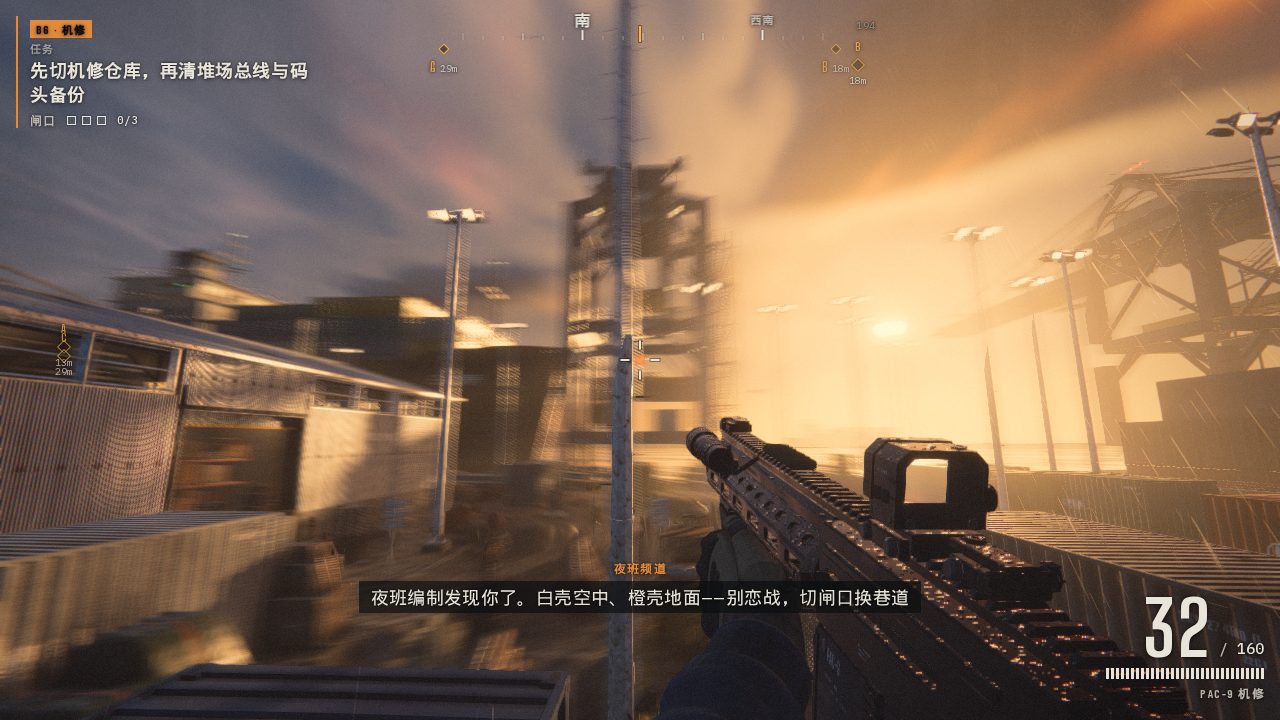 B6 · 机修
任务
先切机修仓库，再清堆场总线与码
头备份
闸口 0/3
南
西南
194
G 29m
B
B 18m
18m
A
13m
29m
夜班频道
夜班编制发现你了。白壳空中、橙壳地面——别恋战，切闸口换巷道
32 / 160
PAC-9 机修